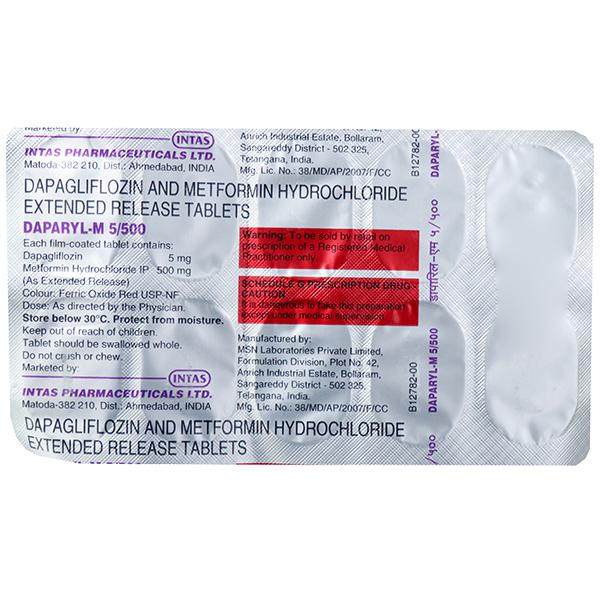 Marketed by:
INTAS
INTAS PHARMACEUTICALS LTD.
Matoda-382 210, Dist: Ahmedabad, INDIA
DAPAGLIFLOZIN AND METFORMIN HYDROCHLORIDE
EXTENDED RELEASE TABLETS
DAPARYL-M 5/500
Each film-coated tablet contains:
Dapagliflozin 5 mg
Metformin Hydrochloride IP 500 mg
(As Extended Release)
Colour: Ferric Oxide Red USP-NF
Dose: As directed by the Physician.
Store below 30°C. Protect from moisture.
Keep out of reach of children.
Tablet should be swallowed whole.
Do not crush or chew.
Marketed by:
INTAS
INTAS PHARMACEUTICALS LTD.
Matoda-382 210, Dist: Ahmedabad, INDIA
DAPAGLIFLOZIN AND METFORMIN HYDROCHLORIDE
EXTENDED RELEASE TABLETS
Anrich Industrial Estate, Bollaram,
Sangareddy District - 502 325,
Telangana, India.
Mfg. Lic. No.: 38/MD/AP/2007/F/CC
Warning: To be sold by retail on
prescription of a Registered Medical
Practitioner only.
SCHEDULE G PRESCRIPTION DRUG -
CAUTION
It is dangerous to take this preparation
except under medical supervision
Manufactured by:
MSN Laboratories Private Limited,
Formulation Division, Plot No. 42,
Anrich Industrial Estate, Bollaram,
Sangareddy District - 502 325,
Telangana, India.
Mfg. Lic. No.: 38/MD/AP/2007/F/CC
B12782-00
DAPARYL-
डापारिल-एम ५/५००
B12782-00
DAPARYL-M 5/500
/५००